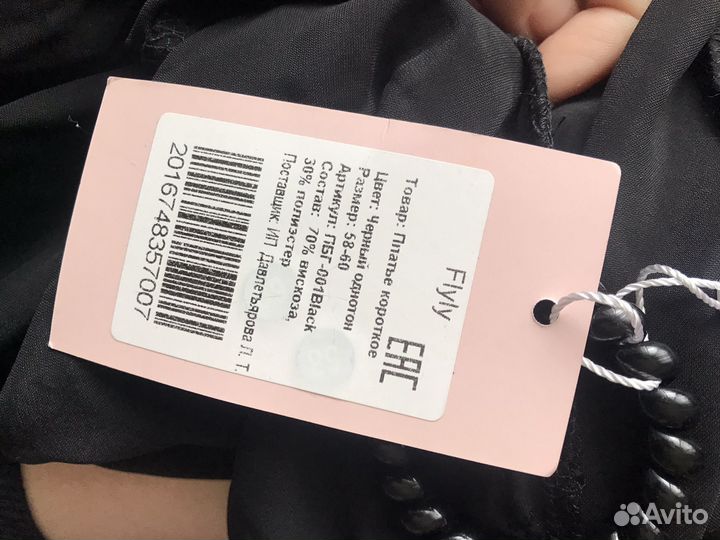 Flyly
Товар: Платье короткое
Цвет: Черный однотон
Размер: 58-60
Артикул: ПБГ-001Black
Состав: 70% вискоза,
30% полиэстер
Поставщик: ИП Давлетьярова Л. Т.
EAC
2016748357007
Avito